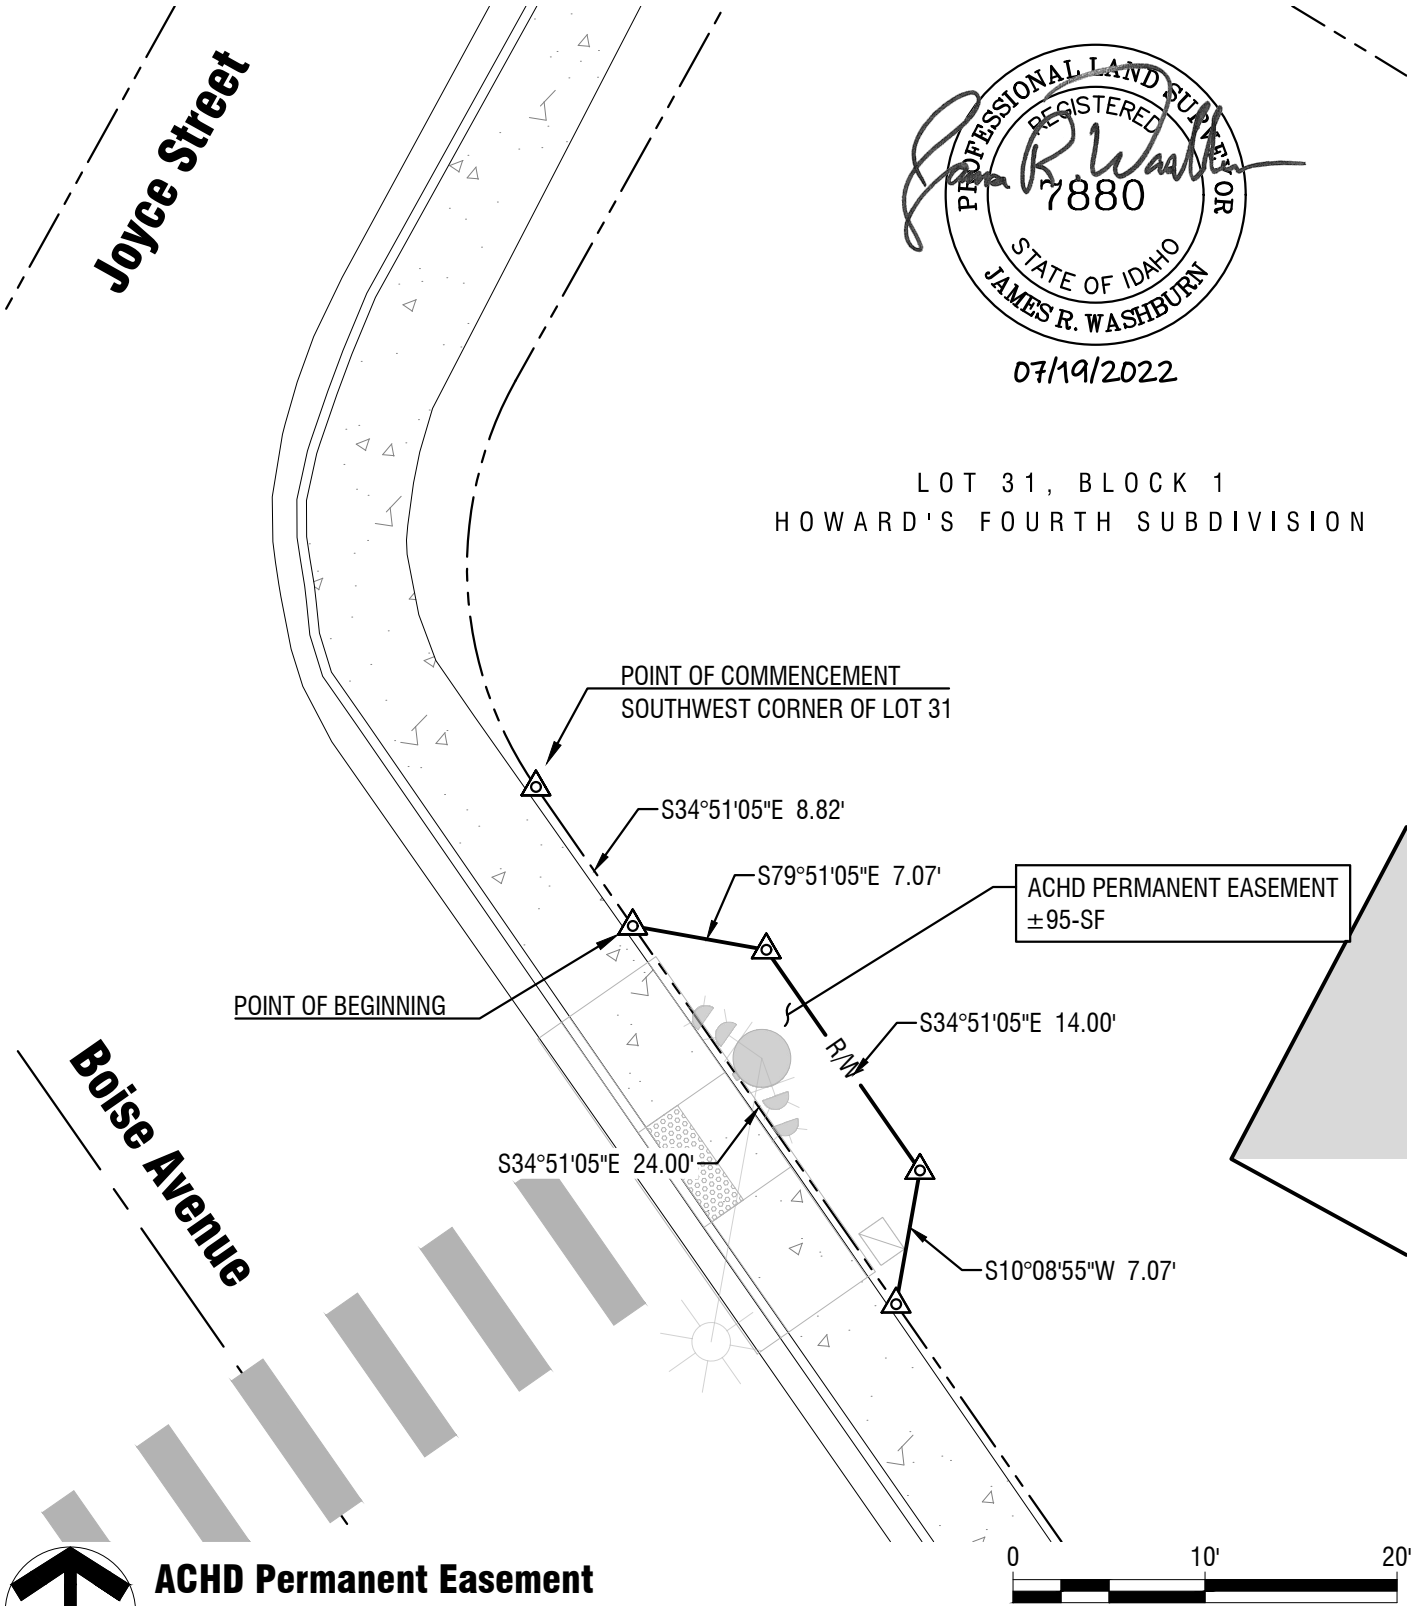 Joyce Street
PROFESSIONAL LAND SURVEYOR
REGISTERED
7880
STATE OF IDAHO
JAMES R. WASHBURN
07/19/2022
LOT 31, BLOCK 1
HOWARD'S FOURTH SUBDIVISION
POINT OF COMMENCEMENT
SOUTHWEST CORNER OF LOT 31
S34°51'05"E 8.82'
S79°51'05"E 7.07'
ACHD PERMANENT EASEMENT
±95-SF
POINT OF BEGINNING
S34°51'05"E 14.00'
R/W
Boise Avenue
S34°51'05"E 24.00'
S10°08'55"W 7.07'
ACHD Permanent Easement
0 10' 20'